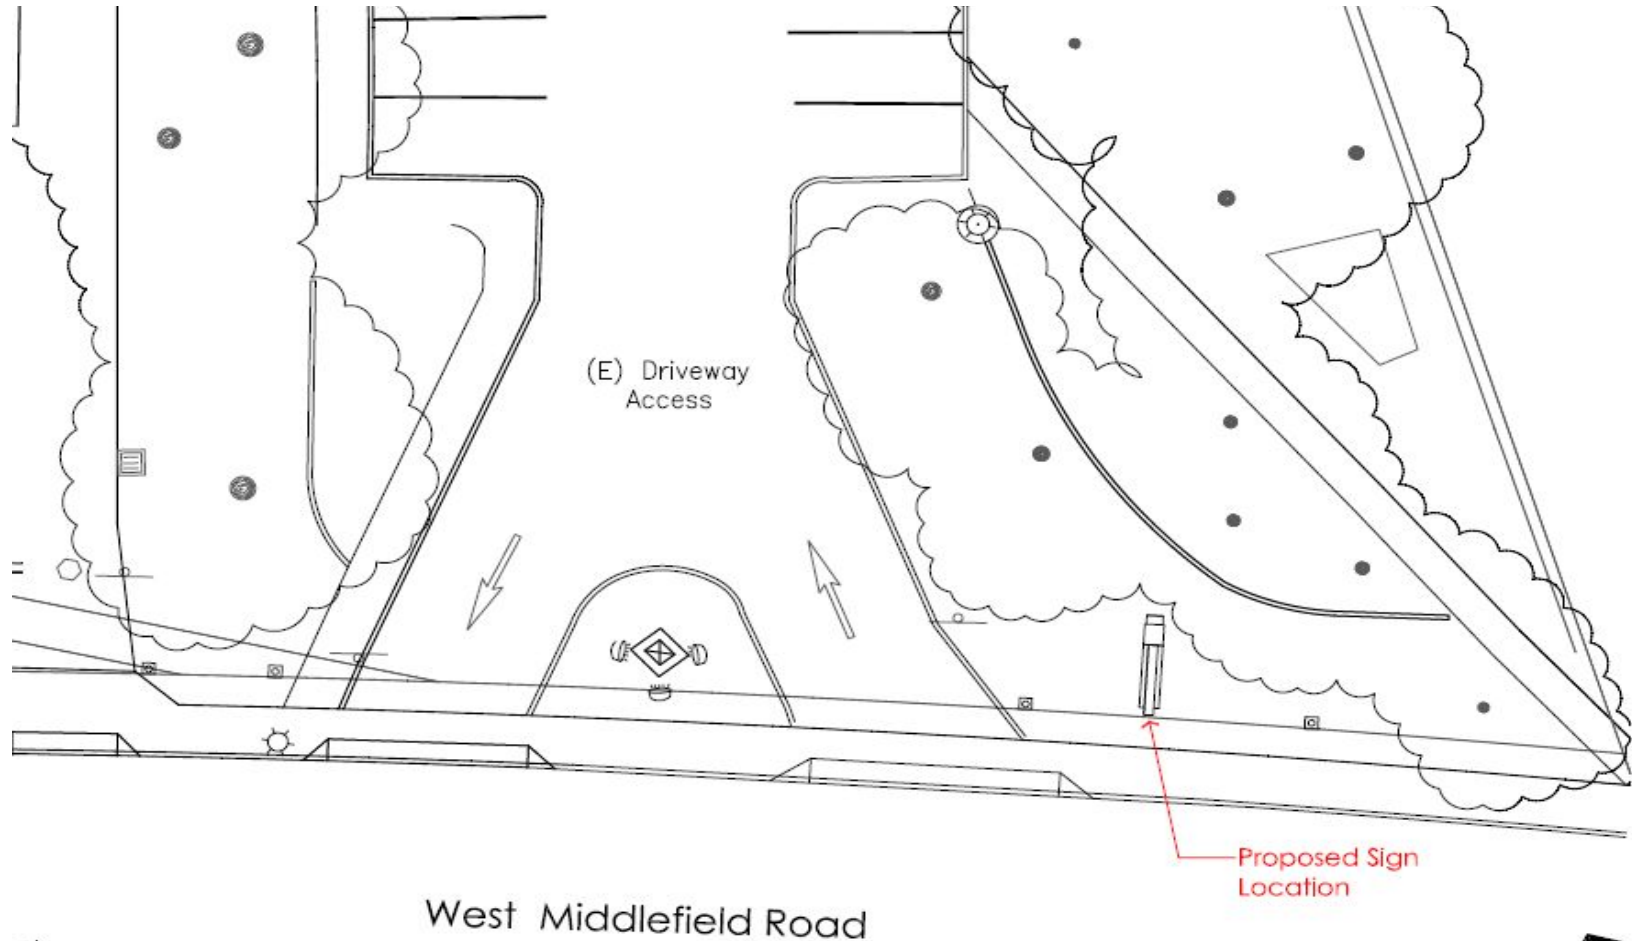 (E) Driveway
Access
Proposed Sign
Location
West Middlefield Road